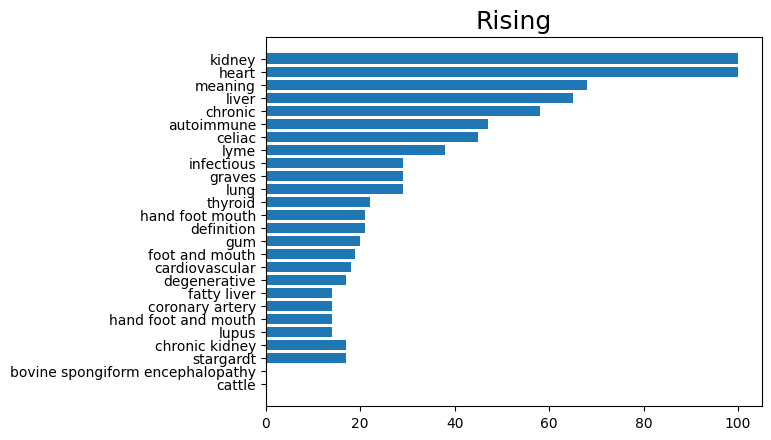 Rising
kidney
heart
meaning
liver
chronic
autoimmune
celiac
lyme
infectious
graves
lung
thyroid
hand foot mouth
definition
gum
foot and mouth
cardiovascular
degenerative
fatty liver
coronary artery
hand foot and mouth
lupus
chronic kidney
stargardt
bovine spongiform encephalopathy
cattle
0 20 40 60 80 100